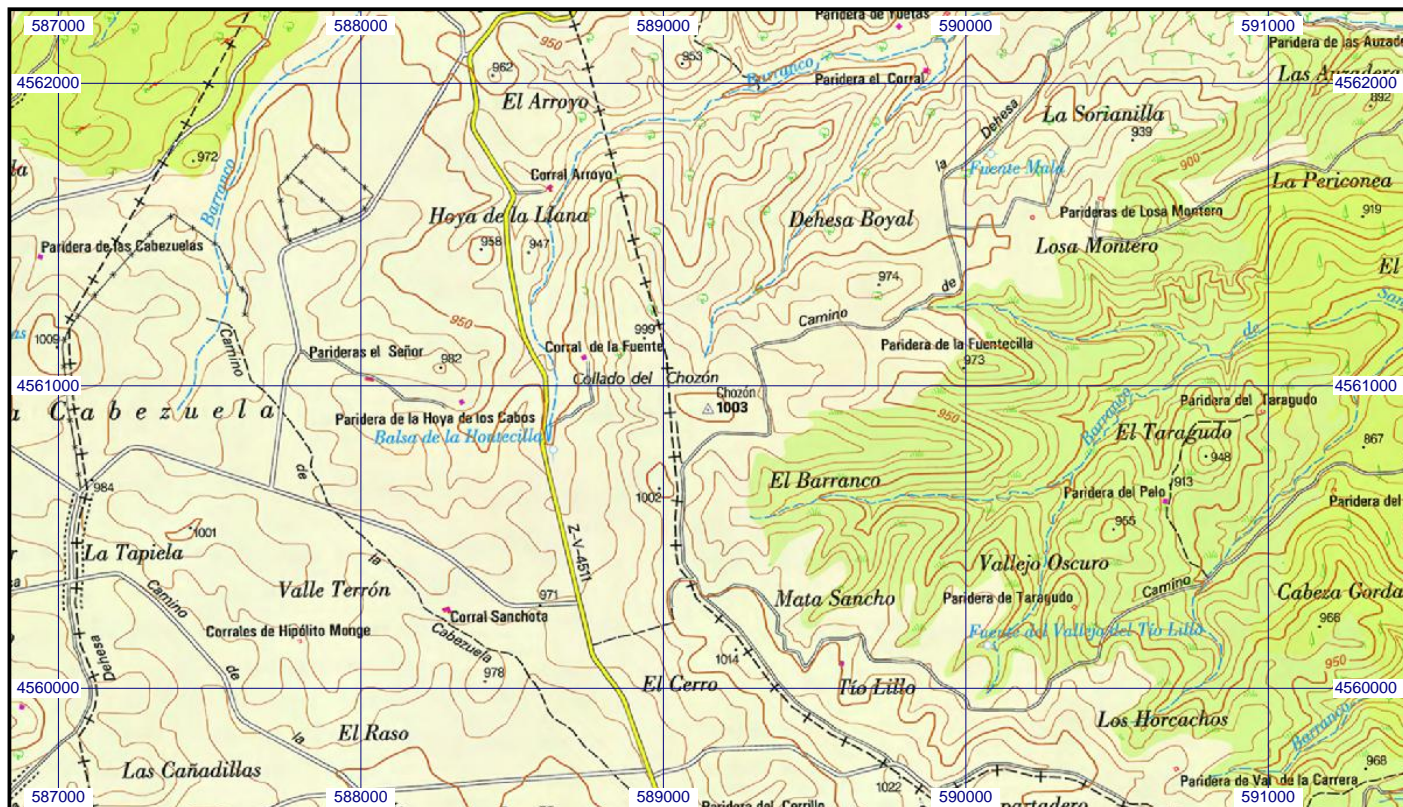 587000
588000
589000
590000
591000
Paridera de Yuetas
950
953
962
Paridera de las Auzade
4562000
Barranco
Paridera el Corral
Las Auzadera
4562000
892
El Arroyo
Dehesa
La Sorianilla
939
972
la
900
Corral Arroyo
la
Fuente Mala
La Periconea
Barranco
Hoya de la Llana
Dehesa Boyal
Parideras de Losa Montero
919
Paridera de las Cabezuelas
958
947
Losa Montero
974
El
de
San
Camino
950
de
as
1009
Camino
999
Parideras el Señor
Corral de la Fuente
Paridera de la Fuentecilla
982
973
4561000
Collado del Chozón
Chozón
1003
4561000
a Cabezuela
Paridera del Taragudo
Paridera de la Hoya de los Cabos
950
Barranco
Balsa de la Hontecilla
El Taragudo
867
948
de
El Barranco
984
1002
Paridera del Pelo
913
Paridera del
955
1001
Z-V-4511
La Tapiela
la
Vallejo Oscuro
r
a
Camino
Valle Terrón
971
Mata Sancho
Paridera de Taragudo
Camino
Cabeza Gorda
Corral Sanchota
966
Corrales de Hipólito Monge
Cabezuela
Fuente del Vallejo del Tío Lillo
Dehesa
de
978
1014
950
4560000
El Cerro
Tío Lillo
4560000
Los Horcachos
Barranco
la
El Raso
Las Cañadillas
968
1022
Paridera de Val de la Carrera
587000
588000
589000
590000
591000
Paridera del Corrillo
partadero